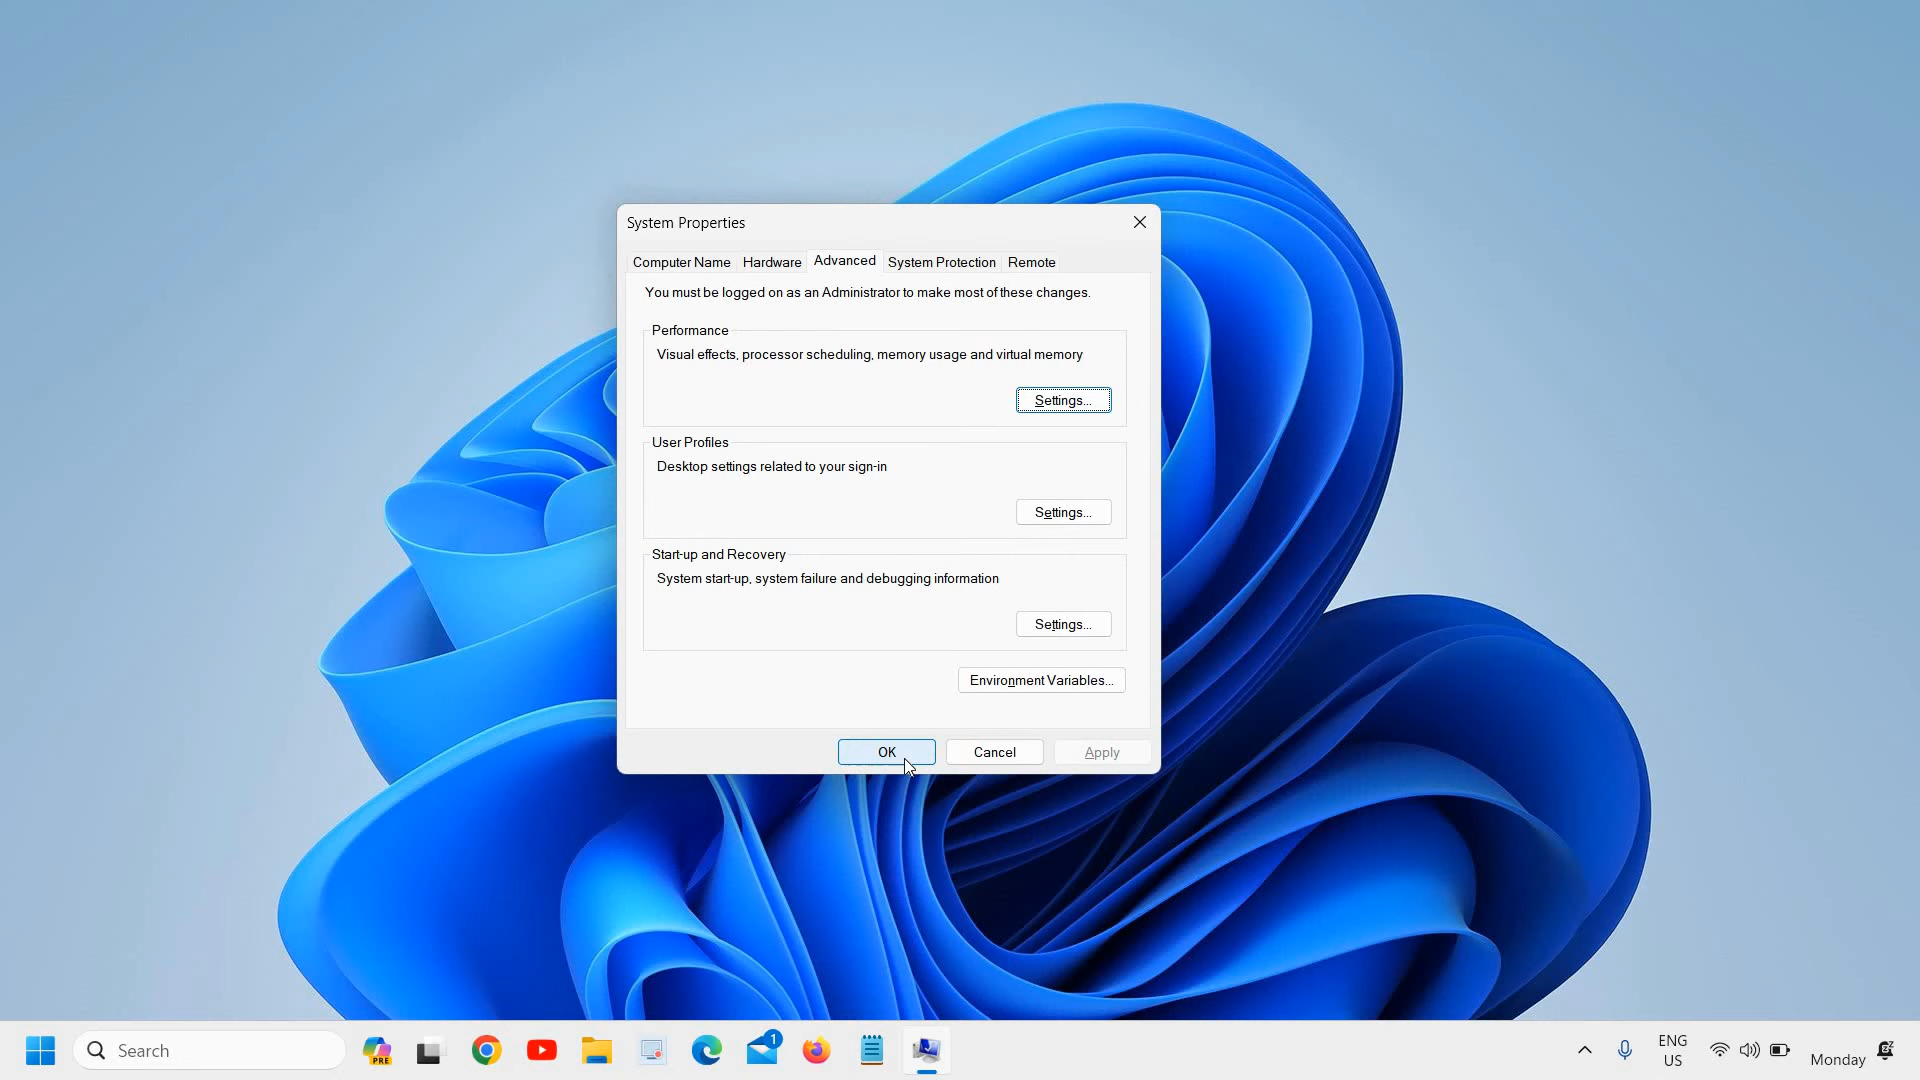 System Properties
Computer Name Hardware Advanced System Protection Remote
You must be logged on as an Administrator to make most of these changes.
Performance
Visual effects, processor scheduling, memory usage and virtual memory
Settings...
User Profiles
Desktop settings related to your sign-in
Settings...
Start-up and Recovery
System start-up, system failure and debugging information
Settings...
Environment Variables...
OK Cancel Apply
Search
PRE
1
ENG
US
Monday